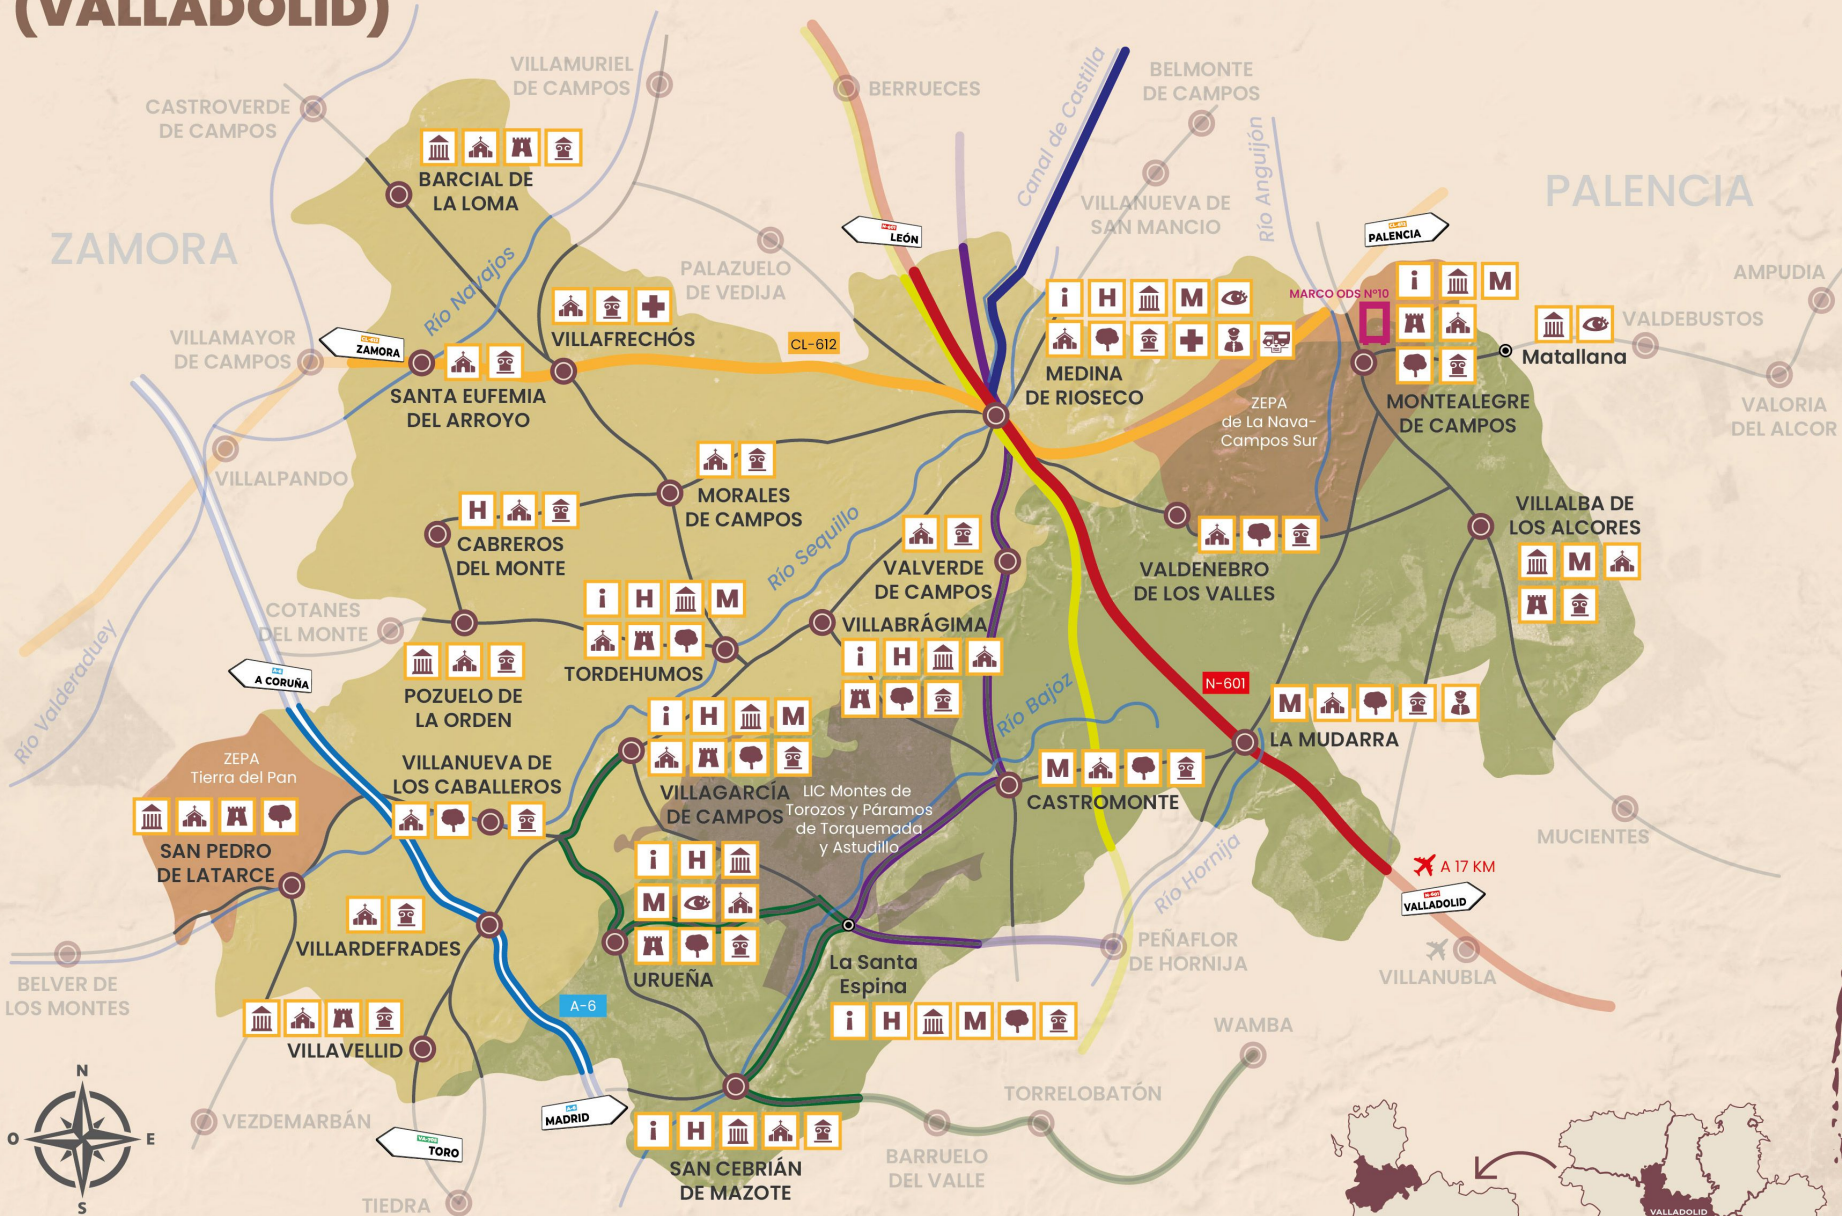 (VALLADOLID)
VILLAMURIEL
DE CAMPOS
BERRUECES
BELMONTE
DE CAMPOS
CASTROVERDE
DE CAMPOS
Canal de Castilla
Río Anguijón
BARCIAL DE
LA LOMA
VILLANUEVA DE
SAN MANCIO
PALENCIA
ZAMORA
N-601
LEÓN
CL-612
PALENCIA
Río Navajos
PALAZUELO
DE VEDIJA
AMPUDIA
i M
MARCO ODS Nº10
i H M
VILLAMAYOR
DE CAMPOS
CL-612
ZAMORA
VILLAFRECHÓS
CL-612
VALDEBUSTOS
Matallana
MEDINA
DE RIOSECO
SANTA EUFEMIA
DEL ARROYO
ZEPA
de La Nava-
Campos Sur
MONTEALEGRE
DE CAMPOS
VALORIA
DEL ALCOR
VILLALPANDO
MORALES
DE CAMPOS
H
CABREROS
DEL MONTE
Río Sequillo
VILLALBA DE
LOS ALCORES
M
VALVERDE
DE CAMPOS
VALDENEBRO
DE LOS VALLES
COTANES
DEL MONTE
i H M
TORDEHUMOS
VILLABRÁGIMA
i H
Río Valderaduey
A-6
A CORUÑA
POZUELO DE
LA ORDEN
Río Bajoz
N-601
M
LA MUDARRA
i H M
VILLAGARCÍA
DE CAMPOS
ZEPA
Tierra del Pan
VILLANUEVA DE
LOS CABALLEROS
M
CASTROMONTE
LIC Montes de
Torozos y Páramos
de Torquemada
y Astudillo
MUCIENTES
SAN PEDRO
DE LATARCE
i H
M
URUEÑA
Río Hornija
A 17 KM
N-601
VALLADOLID
VILLARDEFRADES
PEÑAFLOR
DE HORNIJA
VILLANUBLA
BELVER DE
LOS MONTES
La Santa
Espina
i H M
A-6
VILLAVELLID
WAMBA
N
O E
S
VEZDEMARBÁN
A-6
MADRID
TORRELOBATÓN
TORO
i H
SAN CEBRIÁN
DE MAZOTE
BARRUELO
DEL VALLE
TIEDRA
VALLADOLID